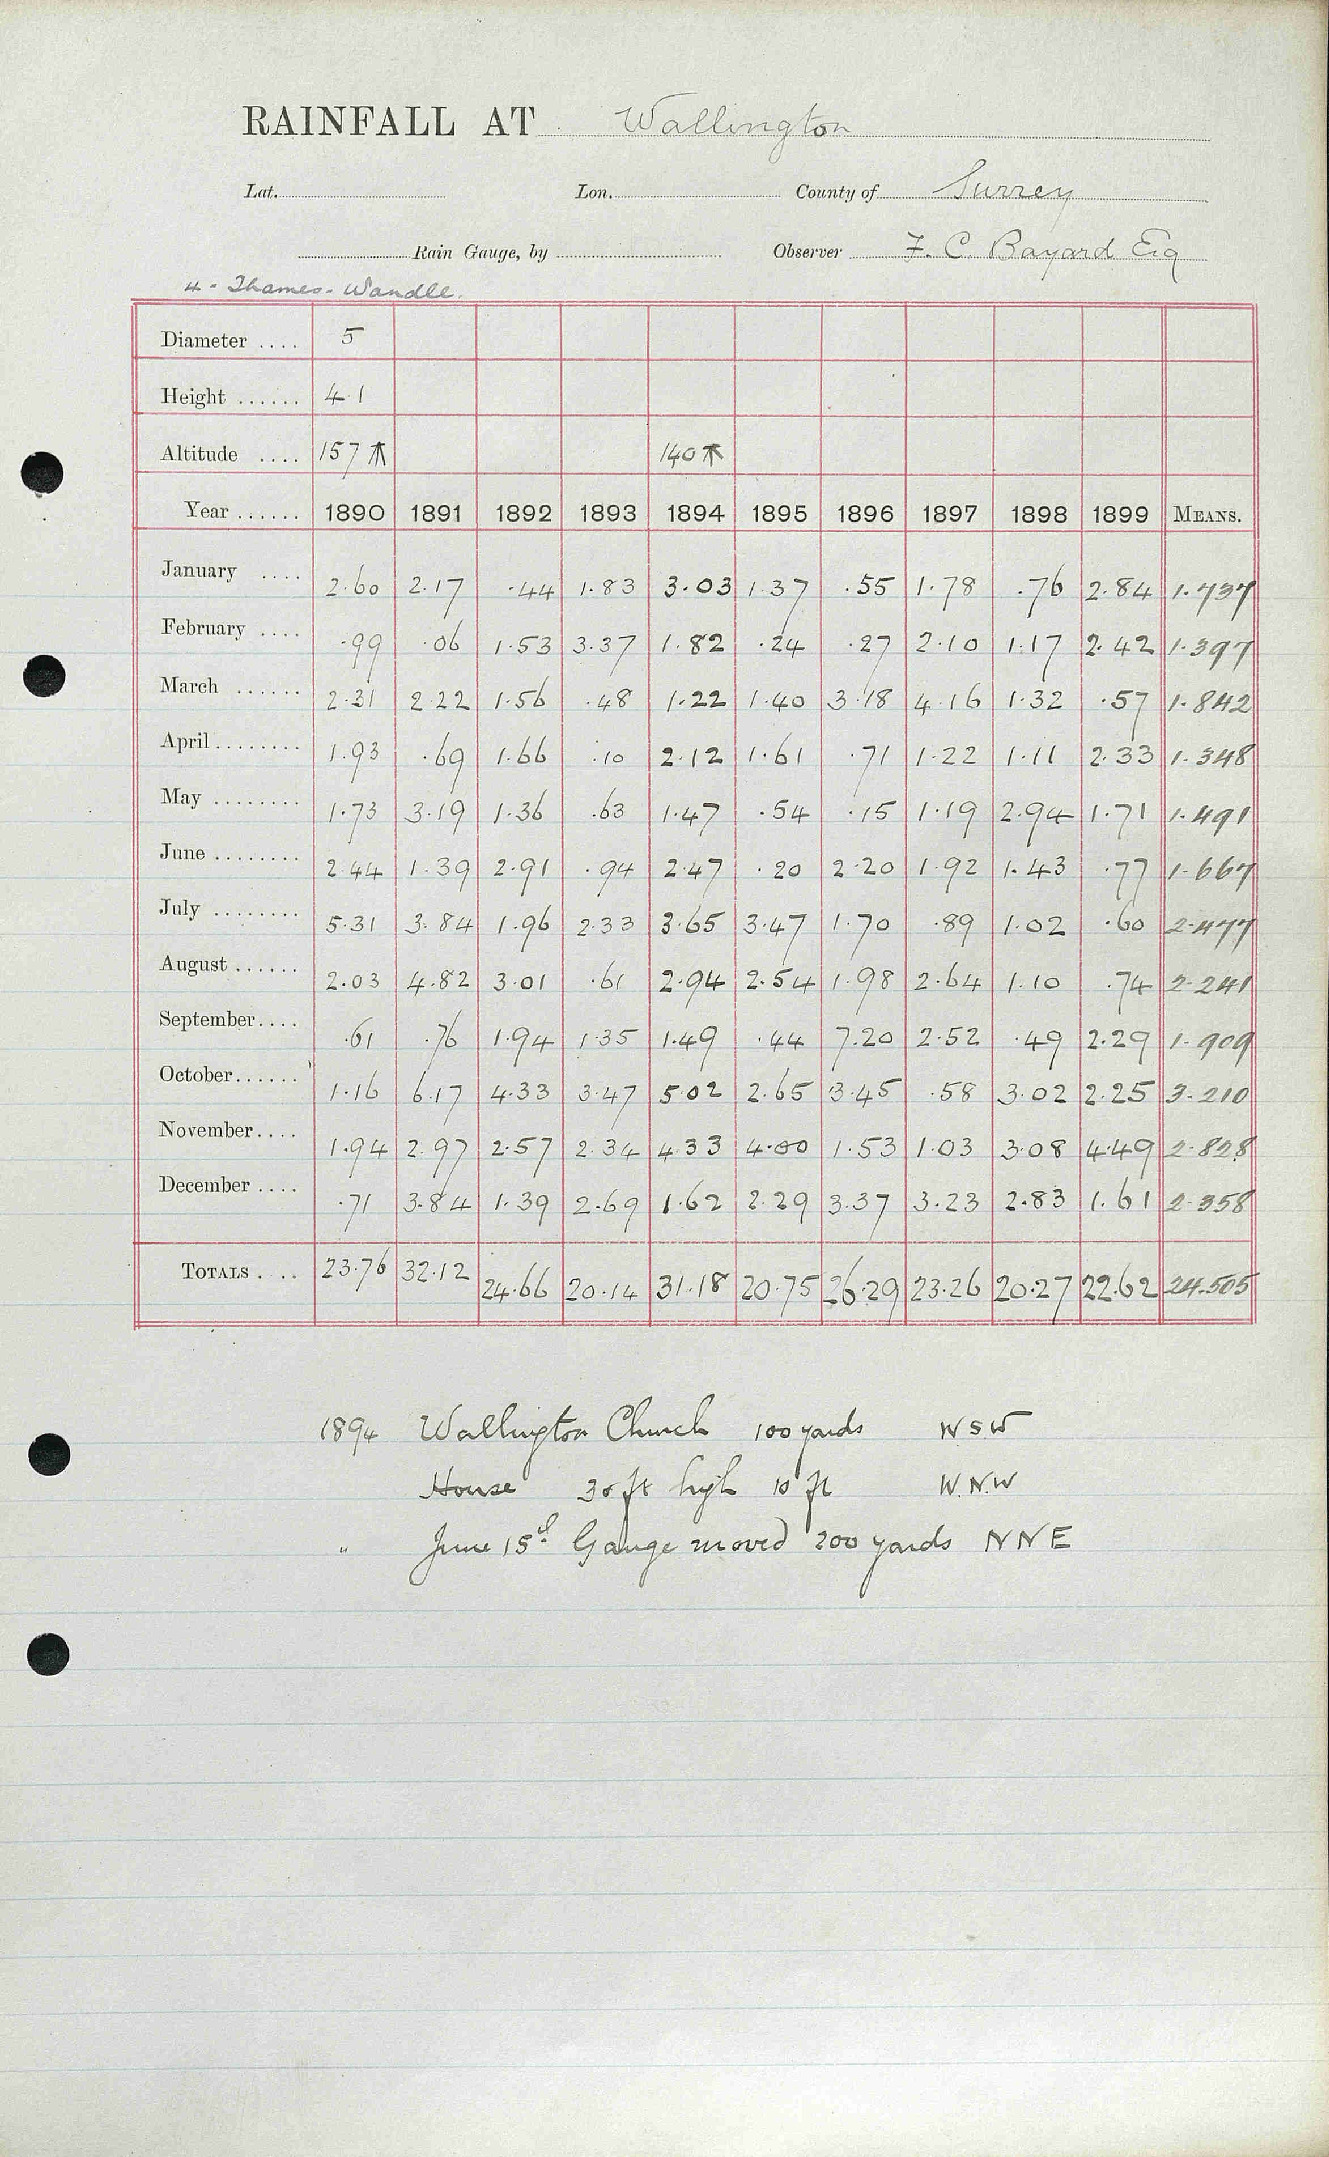 RAINFALL AT Wallington
Lat. Lon. County of Surrey
Rain Gauge, by Observer F. C. Bayard Esq
4 - Thames - Wandle.
Diameter .... 5
Height ...... 4·1
Altitude .... 157 140
Year ...... 1890 1891 1892 1893 1894 1895 1896 1897 1898 1899 MEANS.
January .... 2·60 2·17 ·44 1·83 3·03 1·37 ·55 1·78 ·76 2·84 1·737
February .... ·99 ·06 1·53 3·37 1·82 ·24 ·27 2·10 1·17 2·42 1·397
March ...... 2·31 2·22 1·56 ·48 1·22 1·40 3·18 4·16 1·32 ·57 1·842
April ........ 1·93 ·69 1·66 ·10 2·12 1·61 ·71 1·22 1·11 2·33 1·348
May ........ 1·73 3·19 1·36 ·63 1·47 ·54 ·15 1·19 2·94 1·71 1·491
June ........ 2·44 1·39 2·91 ·94 2·47 ·20 2·20 1·92 1·43 ·77 1·667
July ........ 5·31 3·84 1·96 2·33 3·65 3·47 1·70 ·89 1·02 ·60 2·477
August ...... 2·03 4·82 3·01 ·61 2·94 2·54 1·98 2·64 1·10 ·74 2·241
September.... ·61 ·76 1·94 1·35 1·49 ·44 7·20 2·52 ·49 2·29 1·909
October...... 1·16 6·17 4·33 3·47 5·02 2·65 3·45 ·58 3·02 2·25 3·210
November.... 1·94 2·97 2·57 2·34 4·33 4·00 1·53 1·03 3·08 4·49 2·828
December .... ·71 3·84 1·39 2·69 1·62 2·29 3·37 3·23 2·83 1·61 2·358
TOTALS .... 23·76 32·12 24·66 20·14 31·18 20·75 26·29 23·26 20·27 22·62 24·505
1894 Wallington Church 100 yards WSW
House 30 ft high 10 ft W.N.W
" June 15th Gauge moved 200 yards NNE